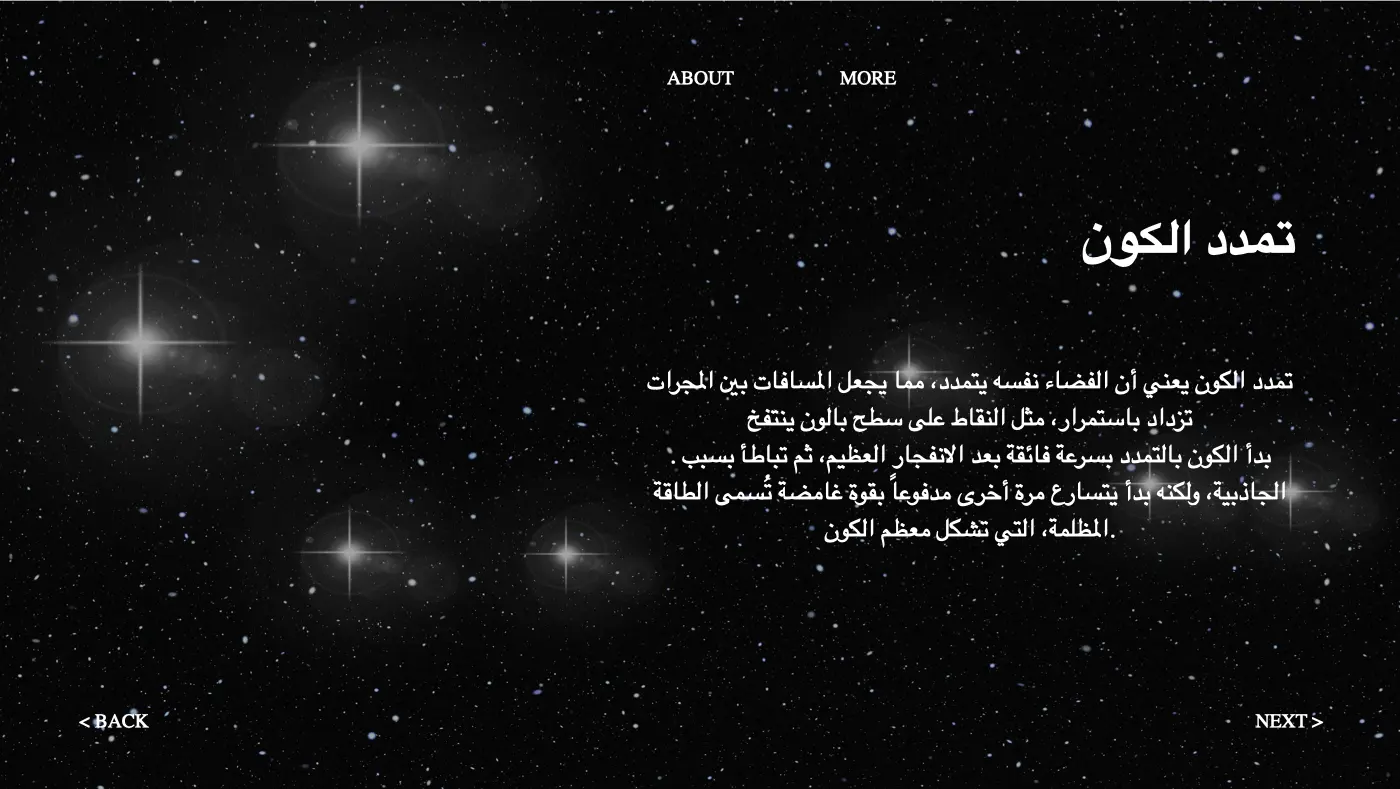 ABOUT
MORE
تمدد الكون
تمدد الكون يعني أن الفضاء نفسه يتمدد، مما يجعل المسافات بين المجرات
تزداد باستمرار، مثل النقاط على سطح بالون ينتفخ
بدأ الكون بالتمدد بسرعة فائقة بعد الانفجار العظيم، ثم تباطأ بسبب .
الجاذبية، ولكنه بدأ يتسارع مرة أخرى مدفوعاً بقوة غامضة تُسمى الطاقة
.المظلمة، التي تشكل معظم الكون
< BACK
NEXT >